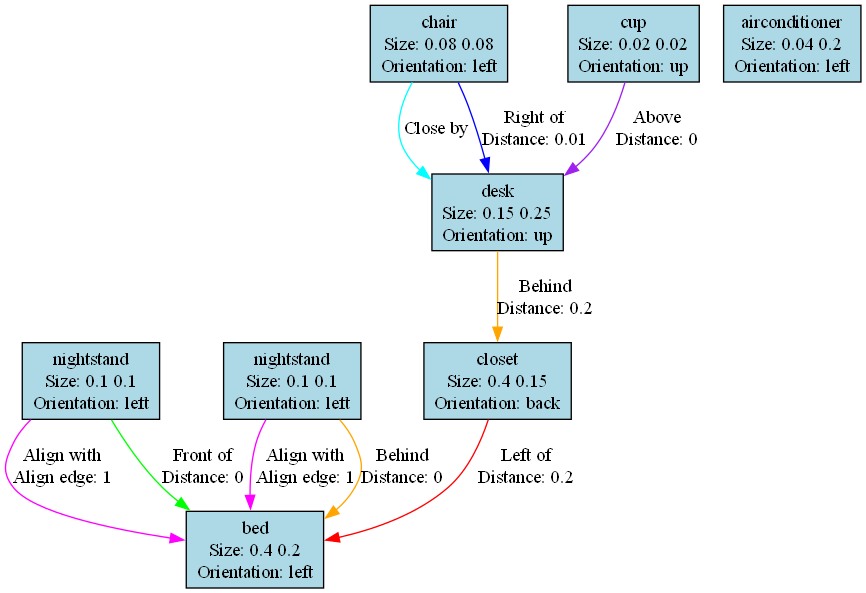 chair
Size: 0.08 0.08
Orientation: left
cup
Size: 0.02 0.02
Orientation: up
airconditioner
Size: 0.04 0.2
Orientation: left
Close by
Right of
Distance: 0.01
Above
Distance: 0
desk
Size: 0.15 0.25
Orientation: up
Behind
Distance: 0.2
nightstand
Size: 0.1 0.1
Orientation: left
nightstand
Size: 0.1 0.1
Orientation: left
closet
Size: 0.4 0.15
Orientation: back
Align with
Align edge: 1
Front of
Distance: 0
Align with
Align edge: 1
Behind
Distance: 0
Left of
Distance: 0.2
bed
Size: 0.4 0.2
Orientation: left